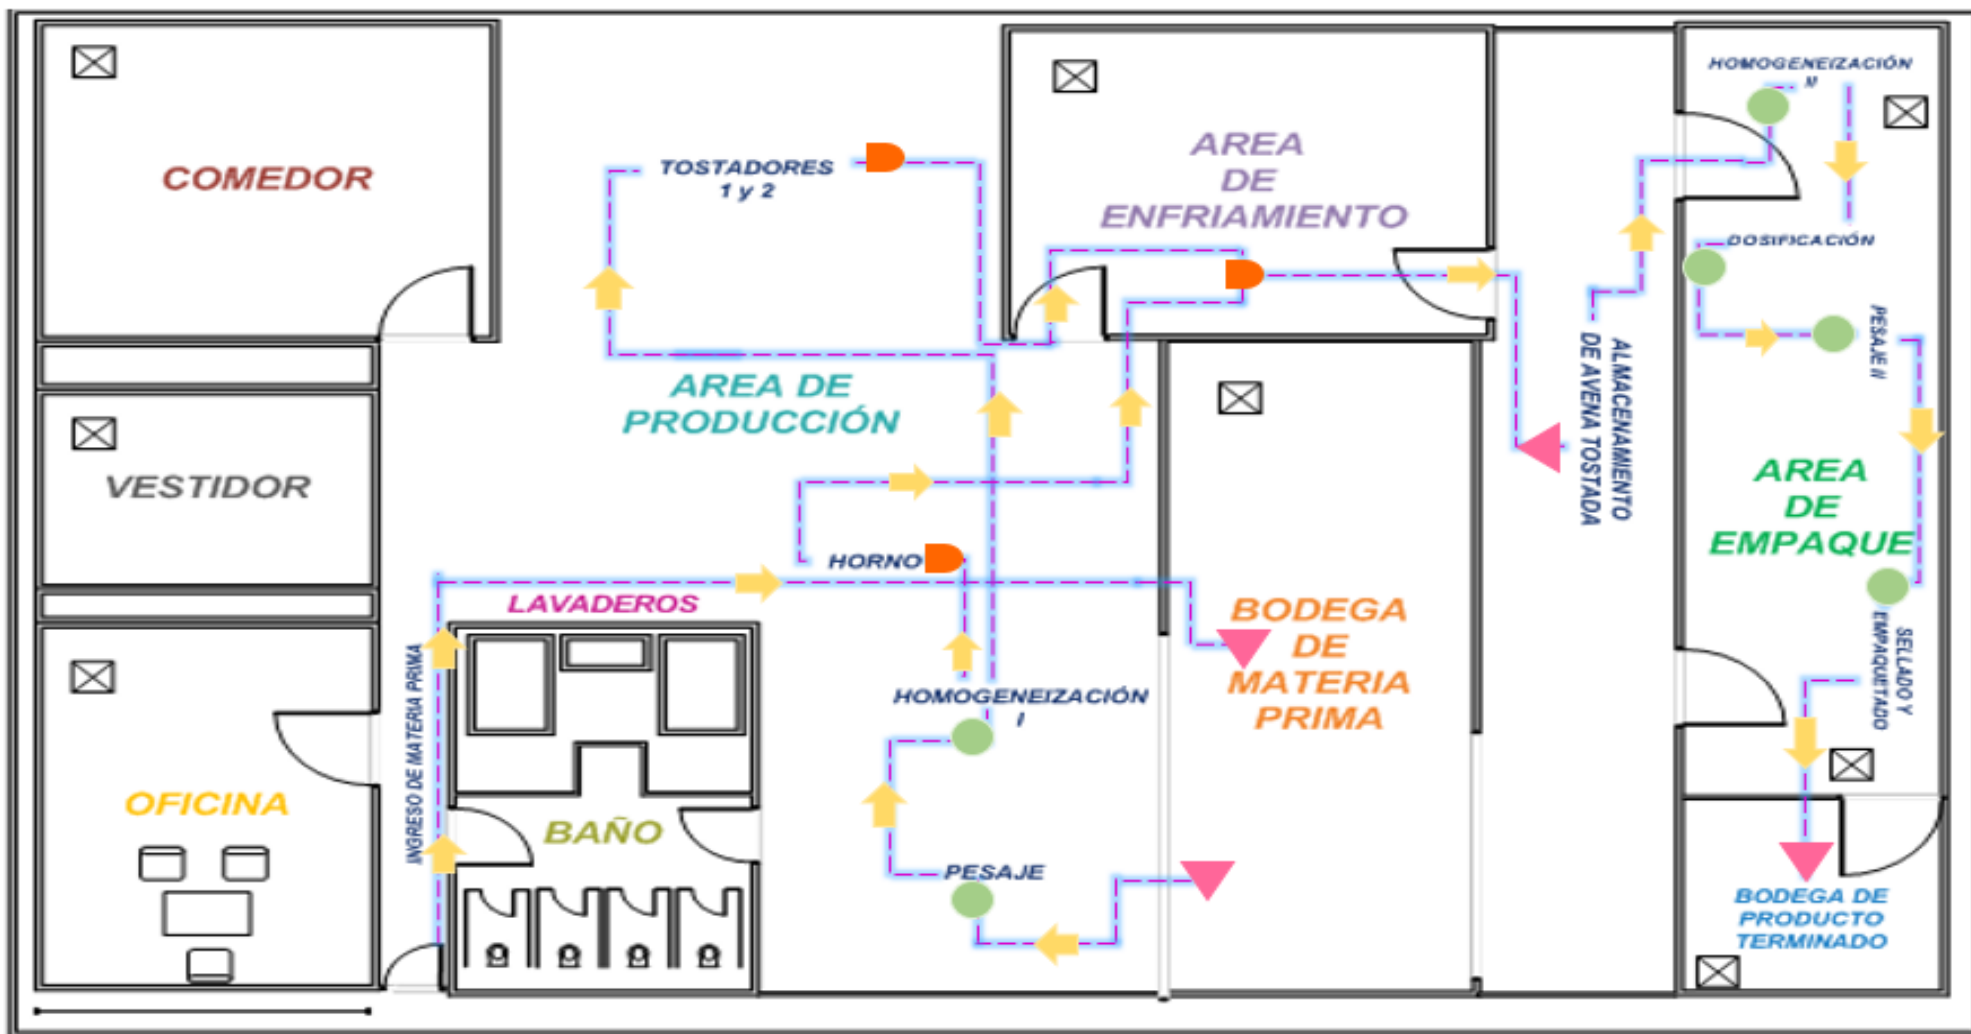 COMEDOR
TOSTADORES
1 y 2
AREA
DE
ENFRIAMIENTO
HOMOGENEIZACIÓN
II
DOSIFICACIÓN
PESAJE II
ALMACENAMIENTO
DE AVENA TOSTADA
AREA DE
PRODUCCIÓN
VESTIDOR
AREA
DE
EMPAQUE
HORNO
LAVADEROS
BODEGA
DE
MATERIA
PRIMA
SELLADO Y
EMPAQUETADO
INGRESO DE MATERIA PRIMA
HOMOGENEIZACIÓN
I
OFICINA
BAÑO
PESAJE
BODEGA DE
PRODUCTO
TERMINADO